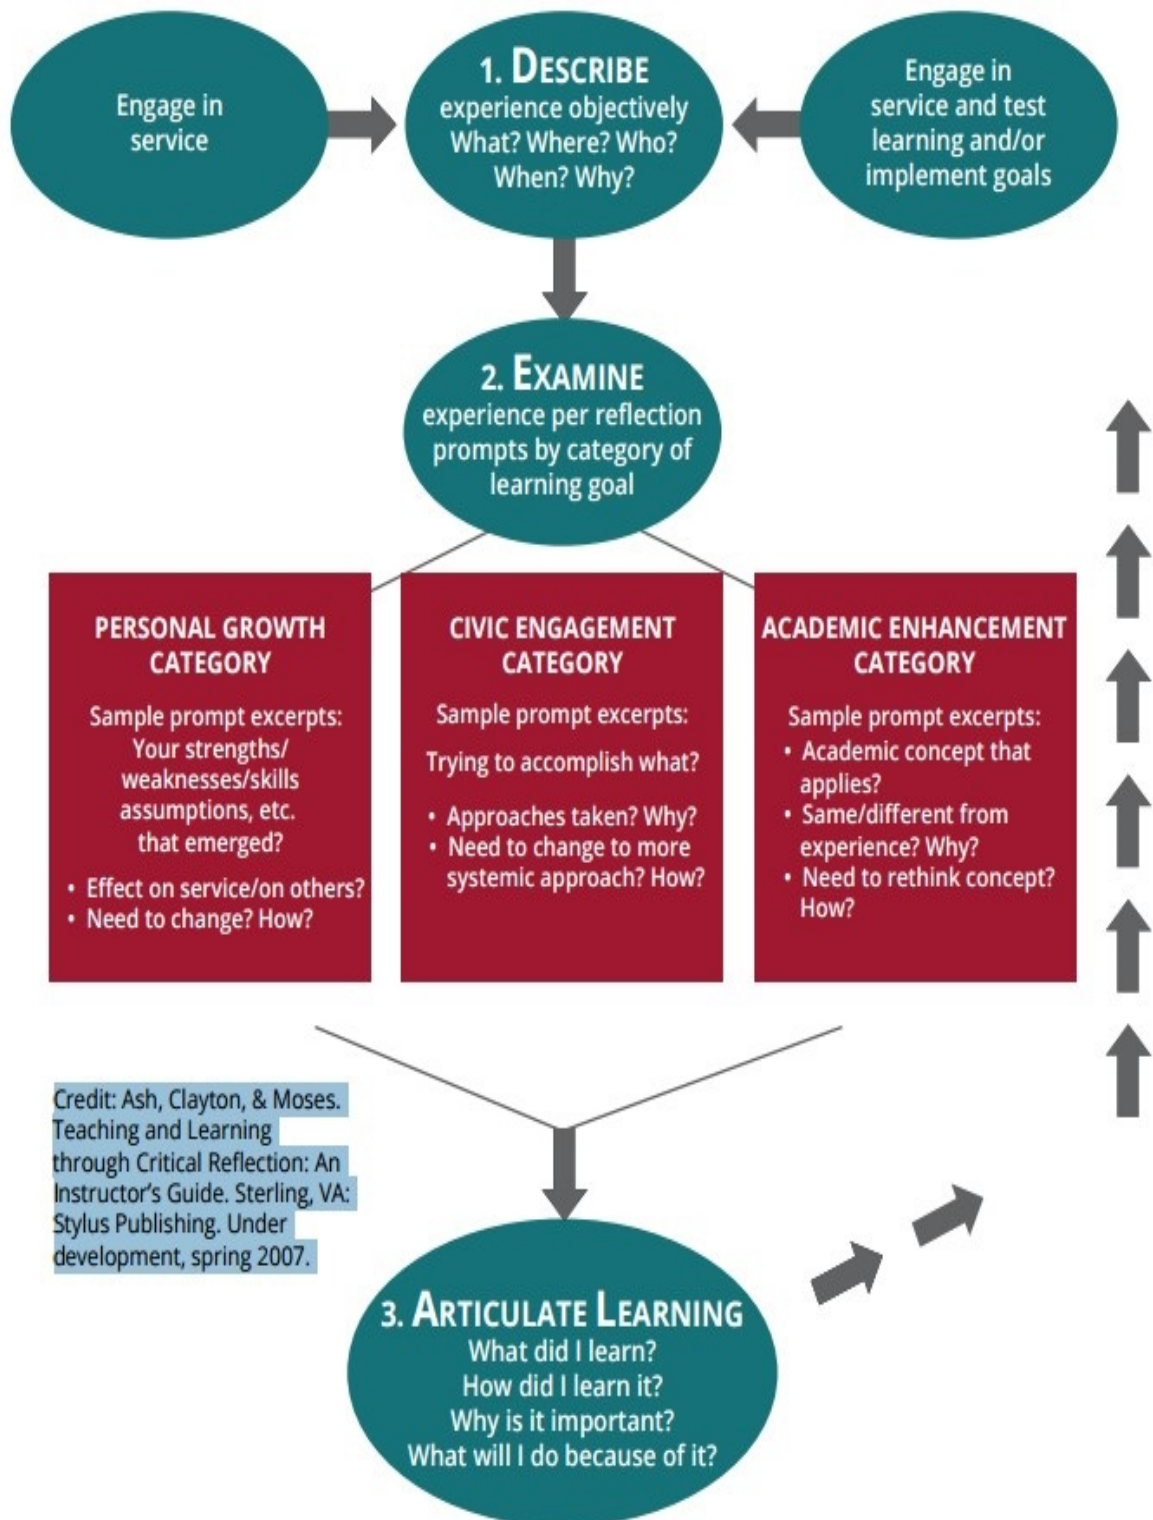 Engage in
service
1. DESCRIBE
experience objectively
What? Where? Who?
When? Why?
Engage in
service and test
learning and/or
implement goals
2. EXAMINE
experience per reflection
prompts by category of
learning goal
PERSONAL GROWTH
CATEGORY
Sample prompt excerpts:
Your strengths/
weaknesses/skills
assumptions, etc.
that emerged?
• Effect on service/on others?
• Need to change? How?
CIVIC ENGAGEMENT
CATEGORY
Sample prompt excerpts:
Trying to accomplish what?
• Approaches taken? Why?
• Need to change to more
systemic approach? How?
ACADEMIC ENHANCEMENT
CATEGORY
Sample prompt excerpts:
• Academic concept that
applies?
• Same/different from
experience? Why?
• Need to rethink concept?
How?
Credit: Ash, Clayton, & Moses.
Teaching and Learning
through Critical Reflection: An
Instructor's Guide. Sterling, VA:
Stylus Publishing. Under
development, spring 2007.
3. ARTICULATE LEARNING
What did I learn?
How did I learn it?
Why is it important?
What will I do because of it?